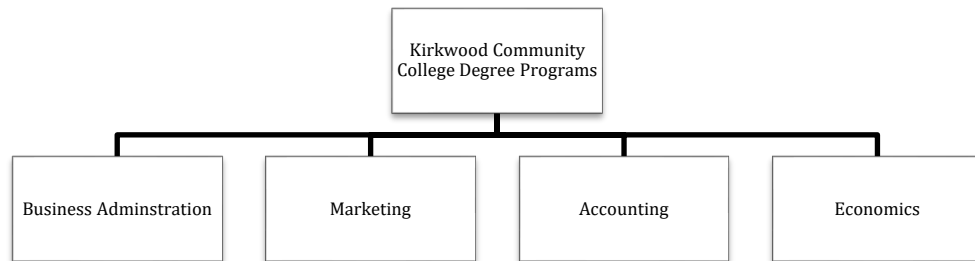 Kirkwood Community
College Degree Programs
Business Adminstration
Marketing
Accounting
Economics